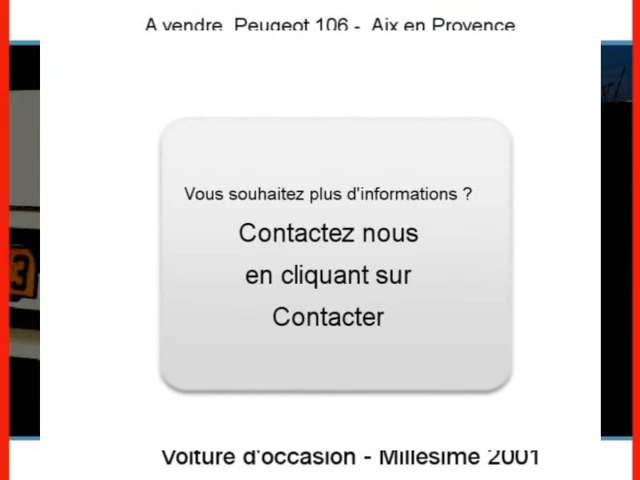 A vendre Peugeot 106 - Aix en Provence
Vous souhaitez plus d'informations ?
Contactez nous
en cliquant sur
Contacter
Voiture d'occasion - Millesime 2001